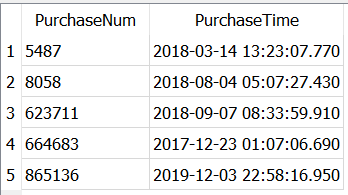 PurchaseNum PurchaseTime
1 5487 2018-03-14 13:23:07.770
2 8058 2018-08-04 05:07:27.430
3 623711 2018-09-07 08:33:59.910
4 664683 2017-12-23 01:07:06.690
5 865136 2019-12-03 22:58:16.950